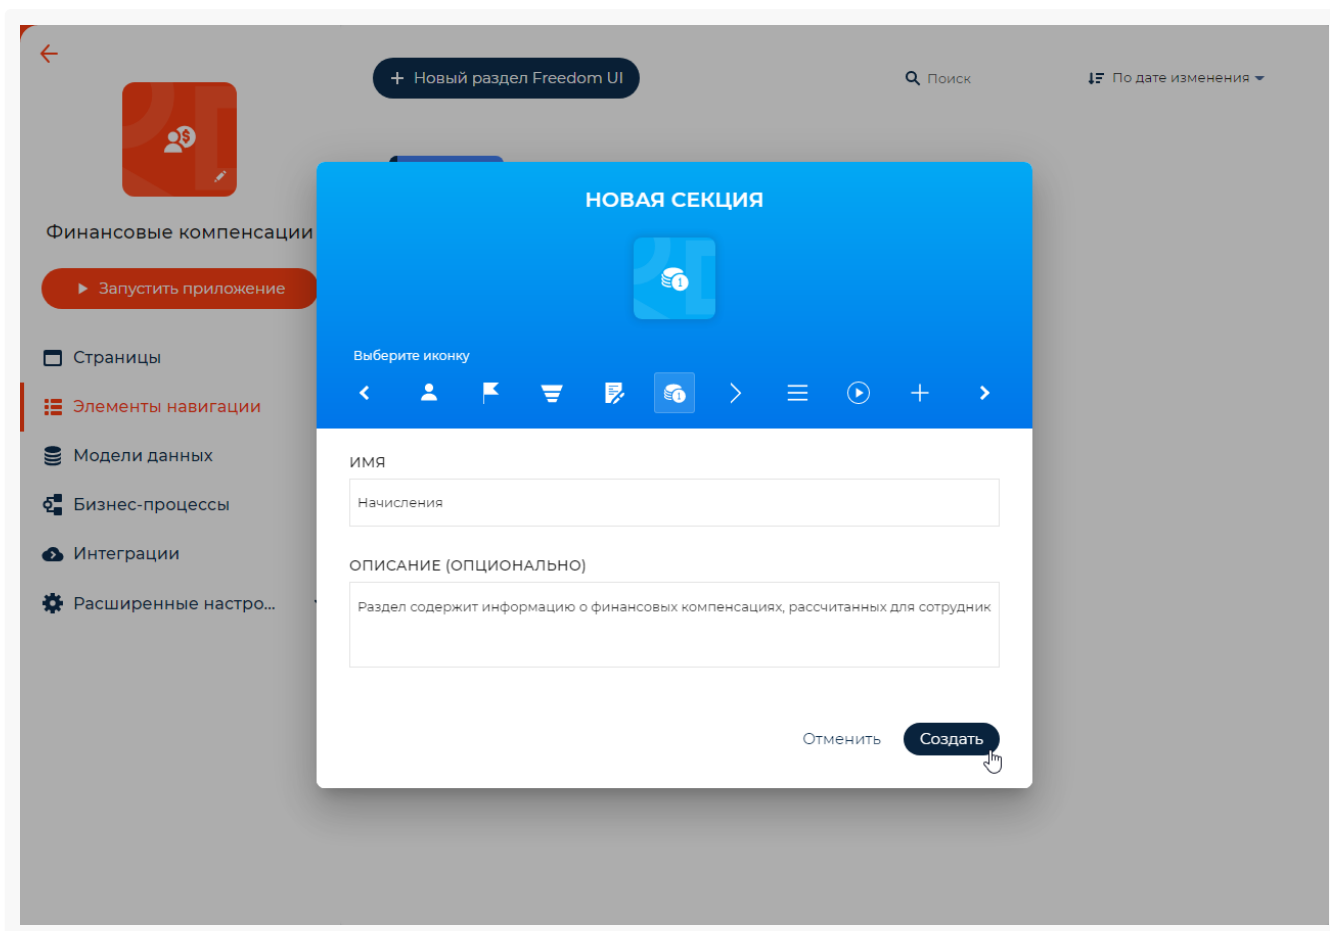 + Новый раздел Freedom UI
Поиск
По дате изменения
Финансовые компенсации
Запустить приложение
Страницы
Элементы навигации
Модели данных
Бизнес-процессы
Интеграции
Расширенные настро...
НОВАЯ СЕКЦИЯ
Выберите иконку
ИМЯ
Начисления
ОПИСАНИЕ (ОПЦИОНАЛЬНО)
Раздел содержит информацию о финансовых компенсациях, рассчитанных для сотрудник
Отменить
Создать